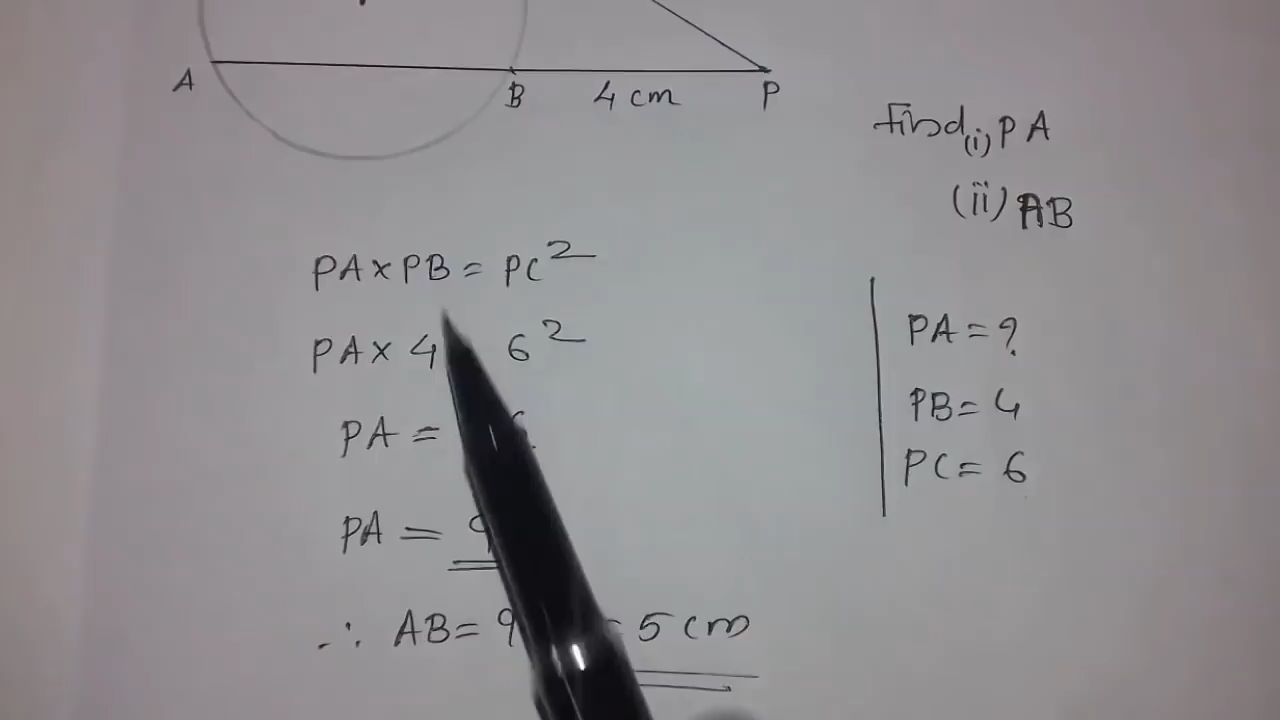 A B 4 cm P
find (i) PA
(ii) AB
PA x PB = PC²
PA x 4 6²
PA =
PA = 9
∴ AB = 9 = 5 cm
PA = ?
PB = 4
PC = 6